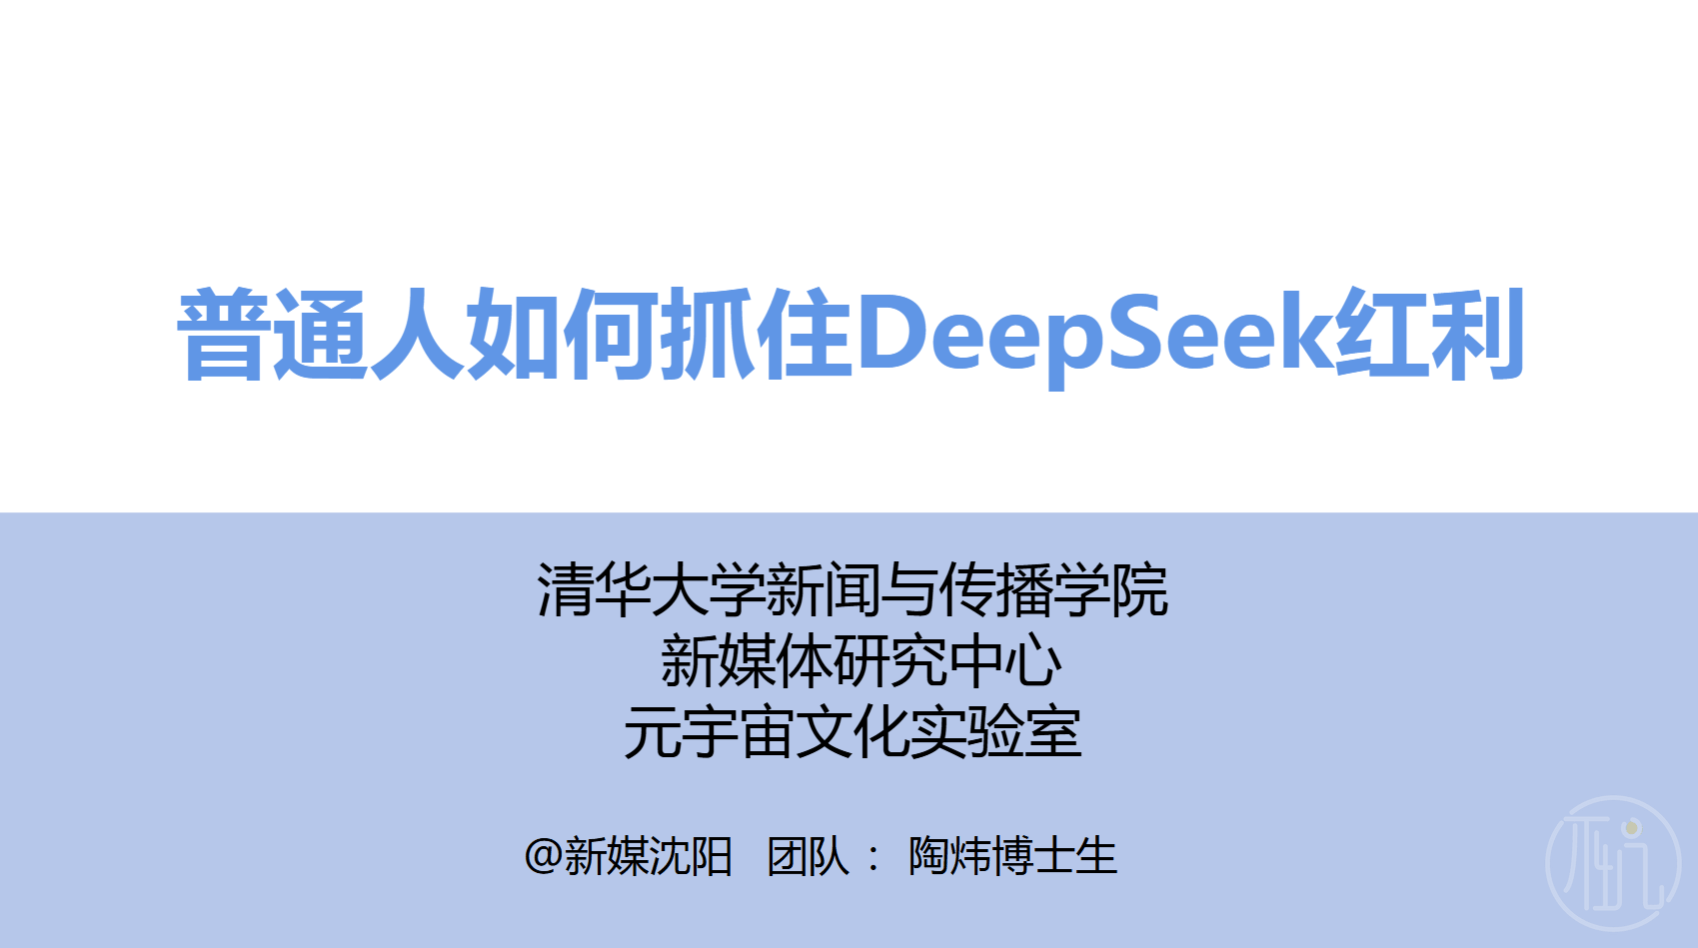 普通人如何抓住DeepSeek红利
清华大学新闻与传播学院
新媒体研究中心
元宇宙文化实验室
@新媒沈阳 团队 : 陶炜博士生